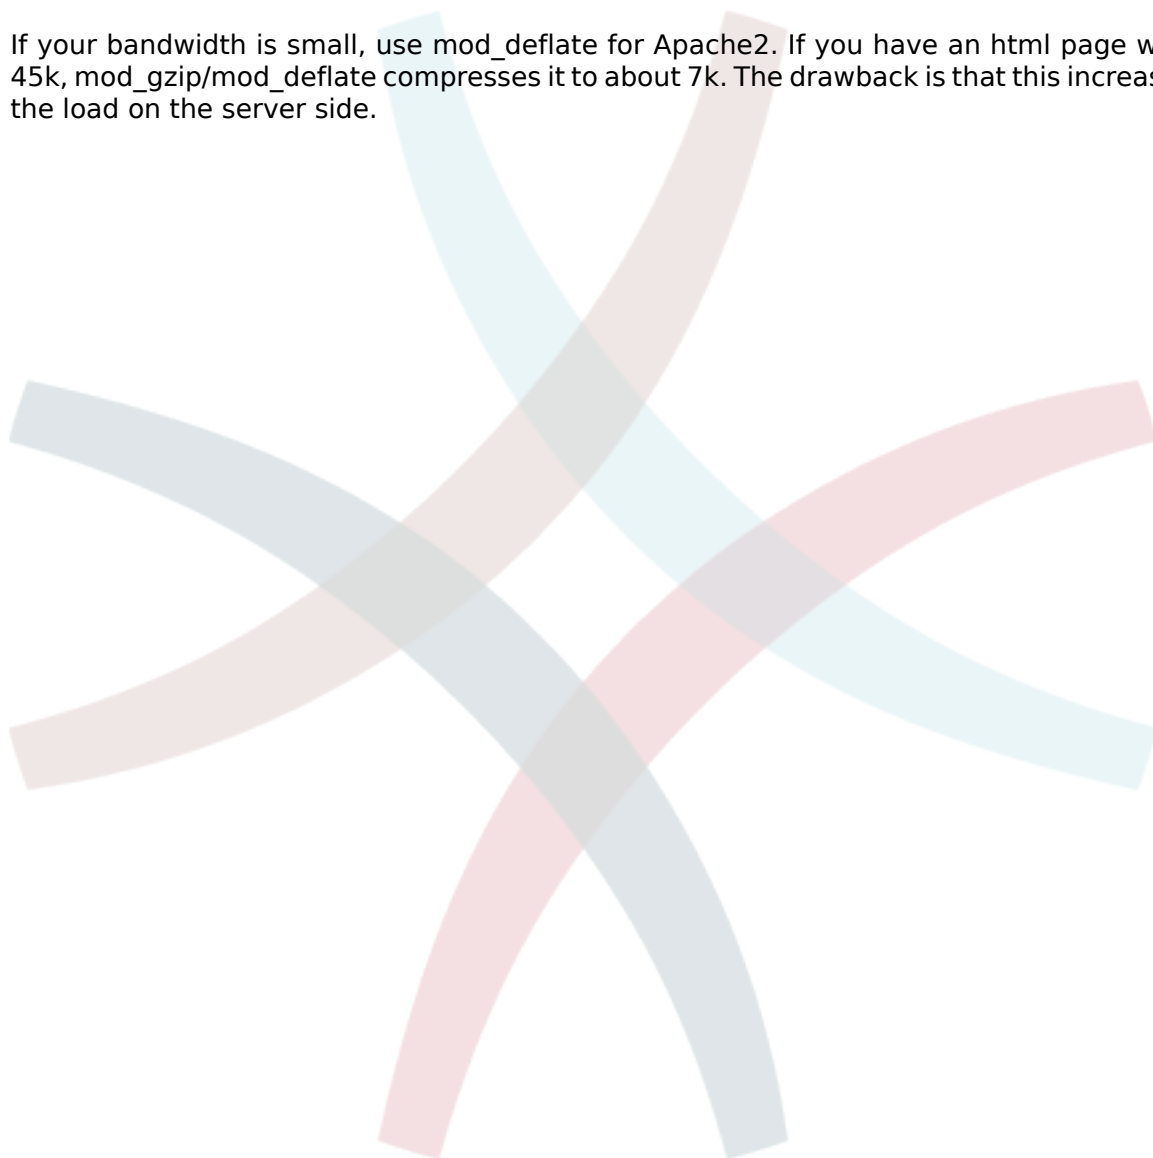 If your bandwidth is small, use mod_deflate for Apache2. If you have an html page w
45k, mod_gzip/mod_deflate compresses it to about 7k. The drawback is that this increas
the load on the server side.